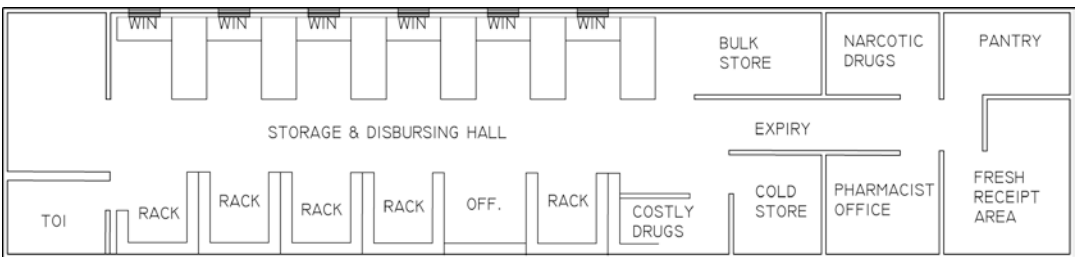 WIN WIN WIN WIN WIN WIN
BULK
STORE
NARCOTIC
DRUGS
PANTRY
STORAGE & DISBURSING HALL
EXPIRY
TOI
RACK
RACK
RACK
RACK
OFF.
RACK
COSTLY
DRUGS
COLD
STORE
PHARMACIST
OFFICE
FRESH
RECEIPT
AREA